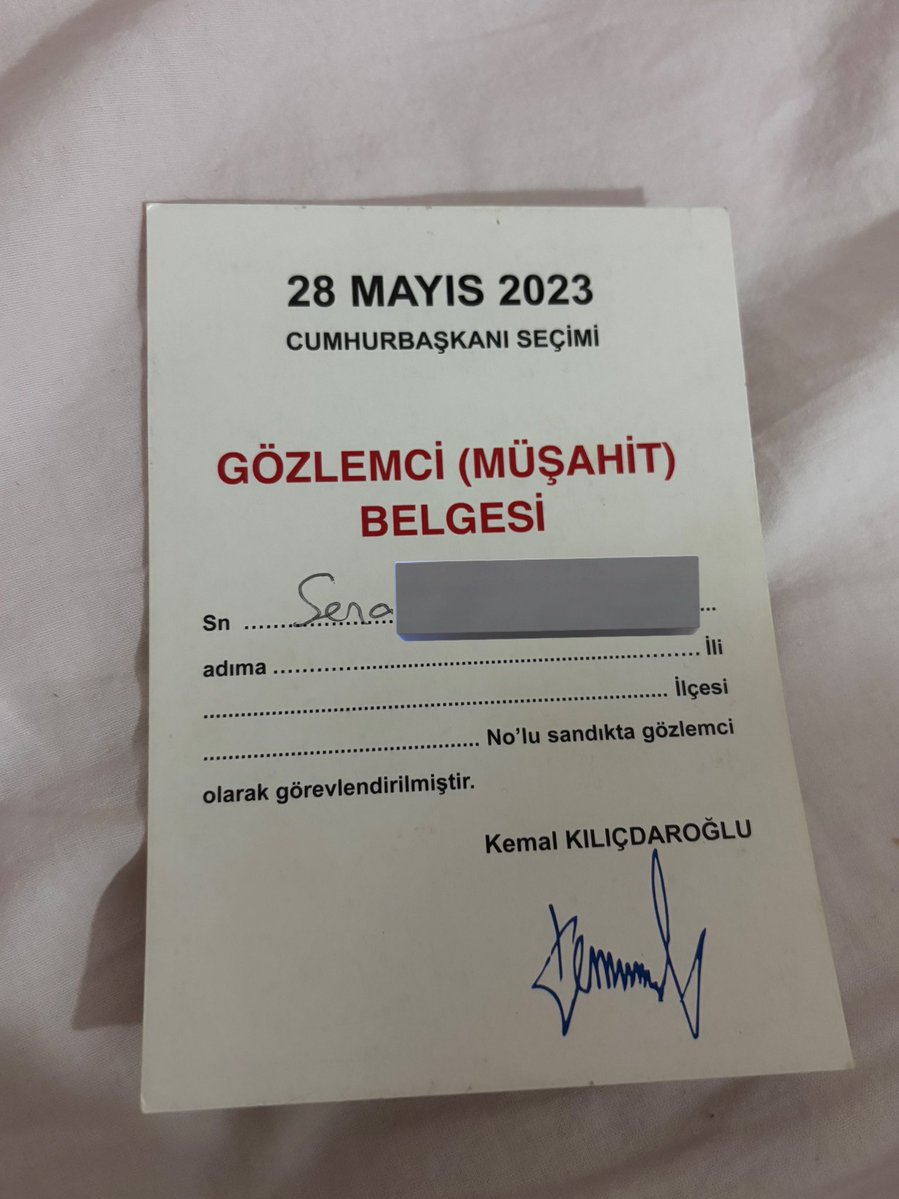 28 MAYIS 2023
CUMHURBAŞKANI SEÇİMİ
GÖZLEMCİ (MÜŞAHİT)
BELGESİ
Sn ........Sena...
adıma .................................................................... İli
.......................................................................... İlçesi
............................................ No’lu sandıkta gözlemci
olarak görevlendirilmiştir.
Kemal KILIÇDAROĞLU